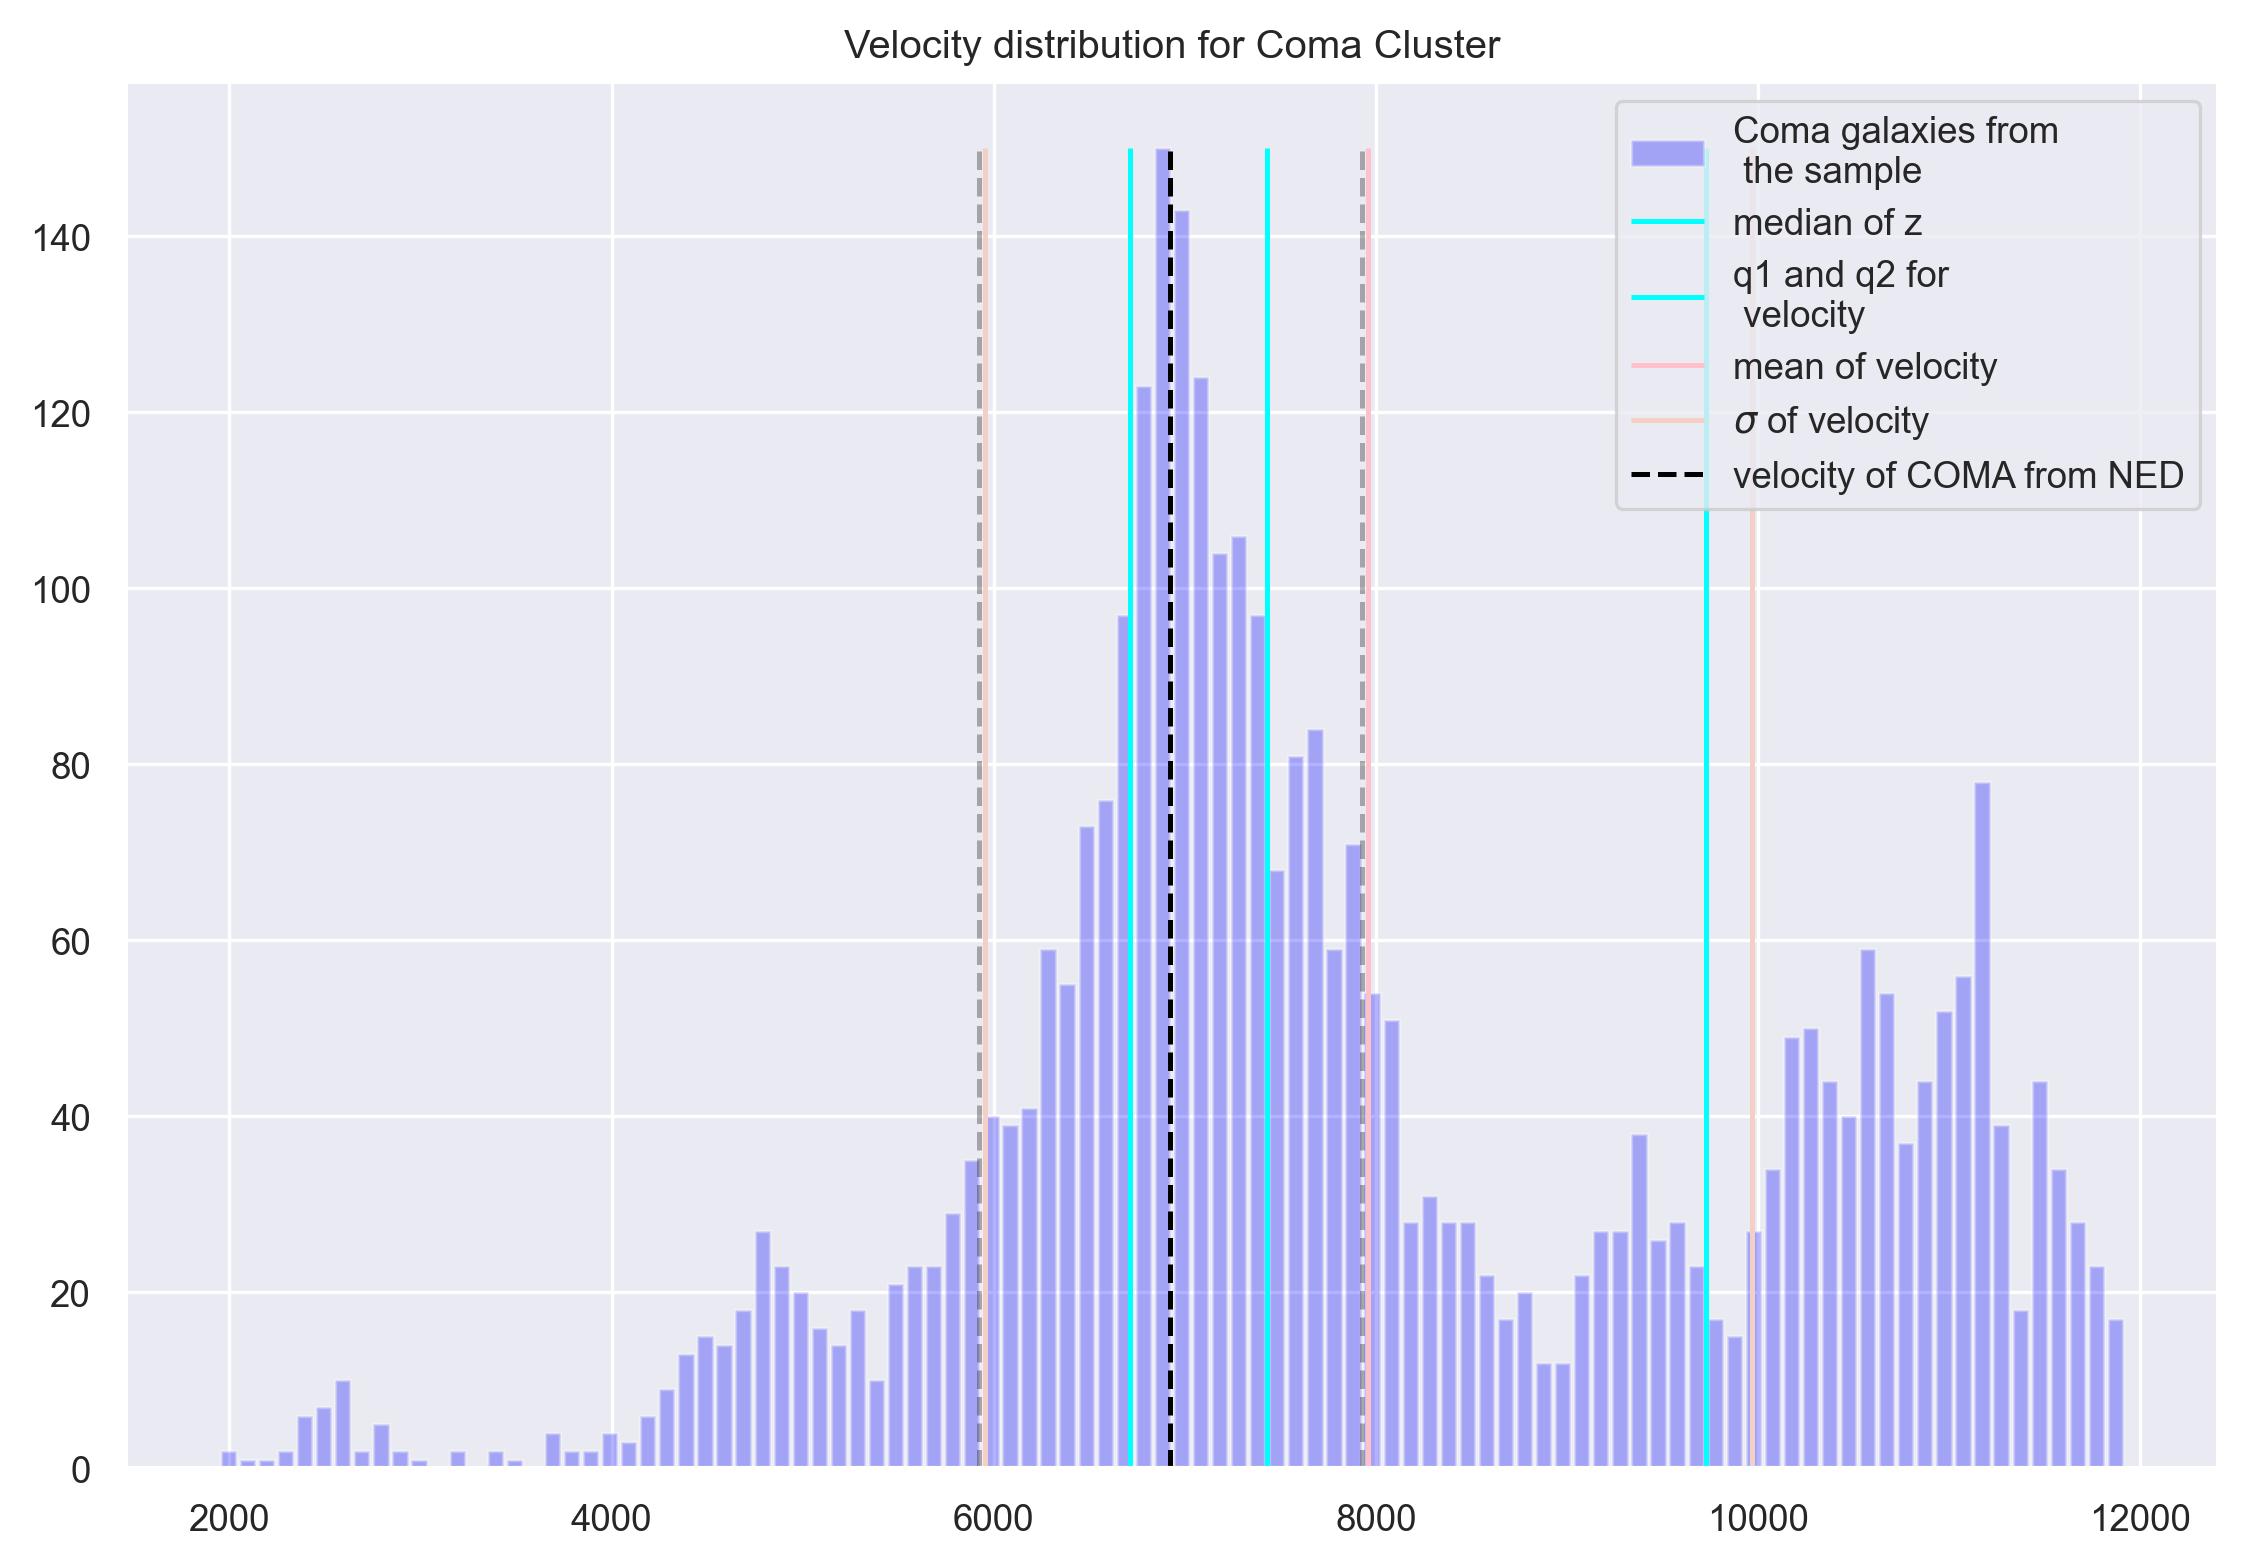 Velocity distribution for Coma Cluster
Coma galaxies from
the sample
median of z
q1 and q2 for
velocity
mean of velocity
σ of velocity
velocity of COMA from NED
140
120
100
80
60
40
20
0
2000 4000 6000 8000 10000 12000